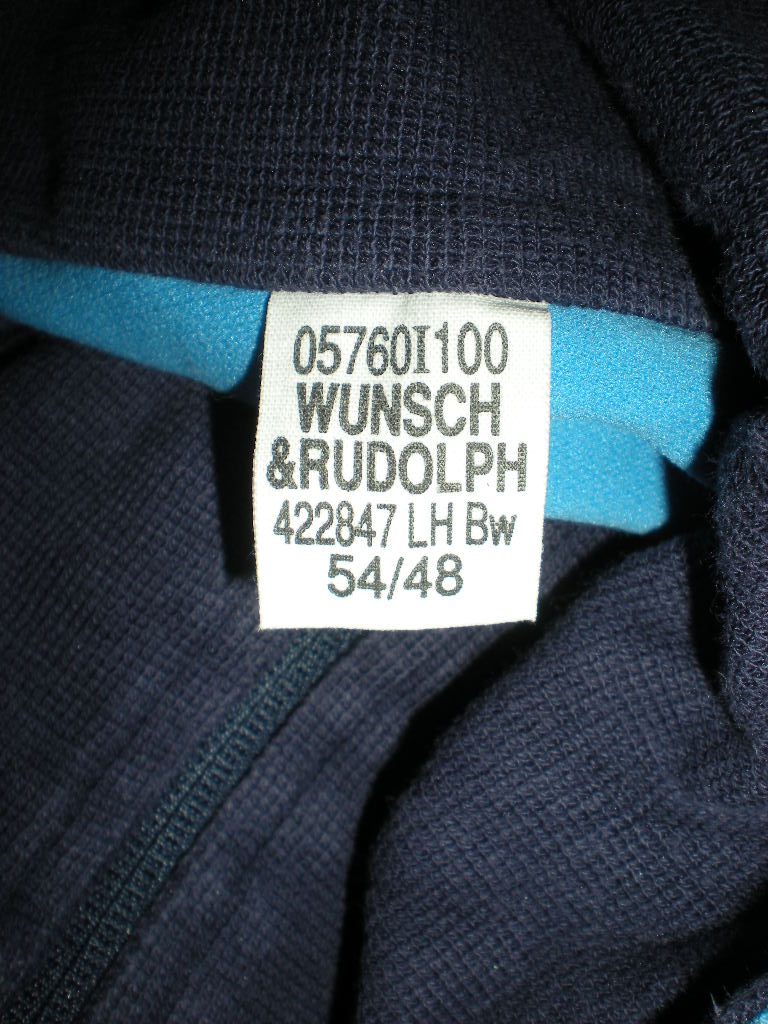 05760I100
WUNSCH
&RUDOLPH
422847 LH Bw
54/48